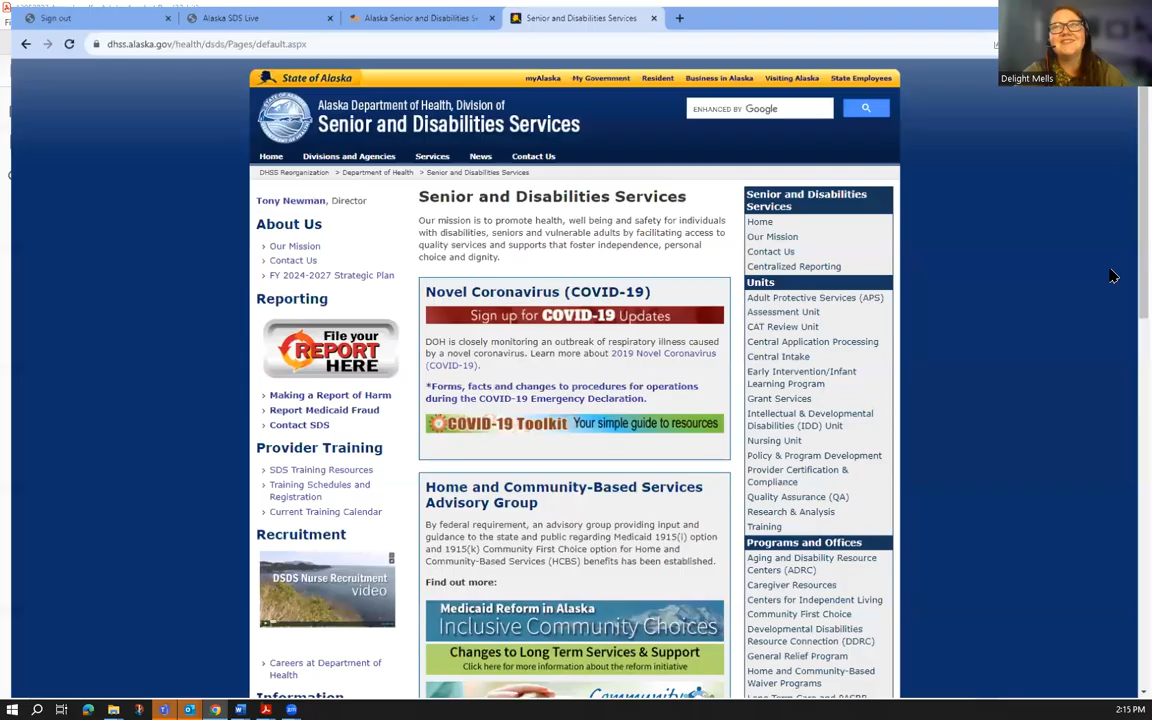 Sign out
Alaska SDS Live
Alaska Senior and Disabilities Se
Senior and Disabilities Services
dhss.alaska.gov/health/dsds/Pages/default.aspx
Delight Mells
State of Alaska
myAlaska My Government Resident Business in Alaska Visiting Alaska State Employees
Alaska Department of Health, Division of
Senior and Disabilities Services
ENHANCED BY Google
Home Divisions and Agencies Services News Contact Us
DHSS Reorganization > Department of Health > Senior and Disabilities Services
Tony Newman, Director
About Us
> Our Mission
> Contact Us
> FY 2024-2027 Strategic Plan
Reporting
File your
REPORT
HERE
> Making a Report of Harm
> Report Medicaid Fraud
> Contact SDS
Provider Training
> SDS Training Resources
> Training Schedules and
Registration
> Current Training Calendar
Recruitment
DSDS Nurse Recruitment
video
> Careers at Department of
Health
Information
Senior and Disabilities Services
Our mission is to promote health, well being and safety for individuals
with disabilities, seniors and vulnerable adults by facilitating access to
quality services and supports that foster independence, personal
choice and dignity.
Novel Coronavirus (COVID-19)
Sign up for COVID-19 Updates
DOH is closely monitoring an outbreak of respiratory illness caused
by a novel coronavirus. Learn more about 2019 Novel Coronavirus
(COVID-19).
*Forms, facts and changes to procedures for operations
during the COVID-19 Emergency Declaration.
COVID-19 Toolkit Your simple guide to resources
Home and Community-Based Services
Advisory Group
By federal requirement, an advisory group providing input and
guidance to the state and public regarding Medicaid 1915(i) option
and 1915(k) Community First Choice option for Home and
Community-Based Services (HCBS) benefits has been established.
Find out more:
Medicaid Reform in Alaska
Inclusive Community Choices
Changes to Long Term Services & Support
Click here for more information about the reform initiative
Community
Senior and Disabilities
Services
Home
Our Mission
Contact Us
Centralized Reporting
Units
Adult Protective Services (APS)
Assessment Unit
CAT Review Unit
Central Application Processing
Central Intake
Early Intervention/Infant
Learning Program
Grant Services
Intellectual & Developmental
Disabilities (IDD) Unit
Nursing Unit
Policy & Program Development
Provider Certification &
Compliance
Quality Assurance (QA)
Research & Analysis
Training
Programs and Offices
Aging and Disability Resource
Centers (ADRC)
Caregiver Resources
Centers for Independent Living
Community First Choice
Developmental Disabilities
Resource Connection (DDRC)
General Relief Program
Home and Community-Based
Waiver Programs
2:15 PM